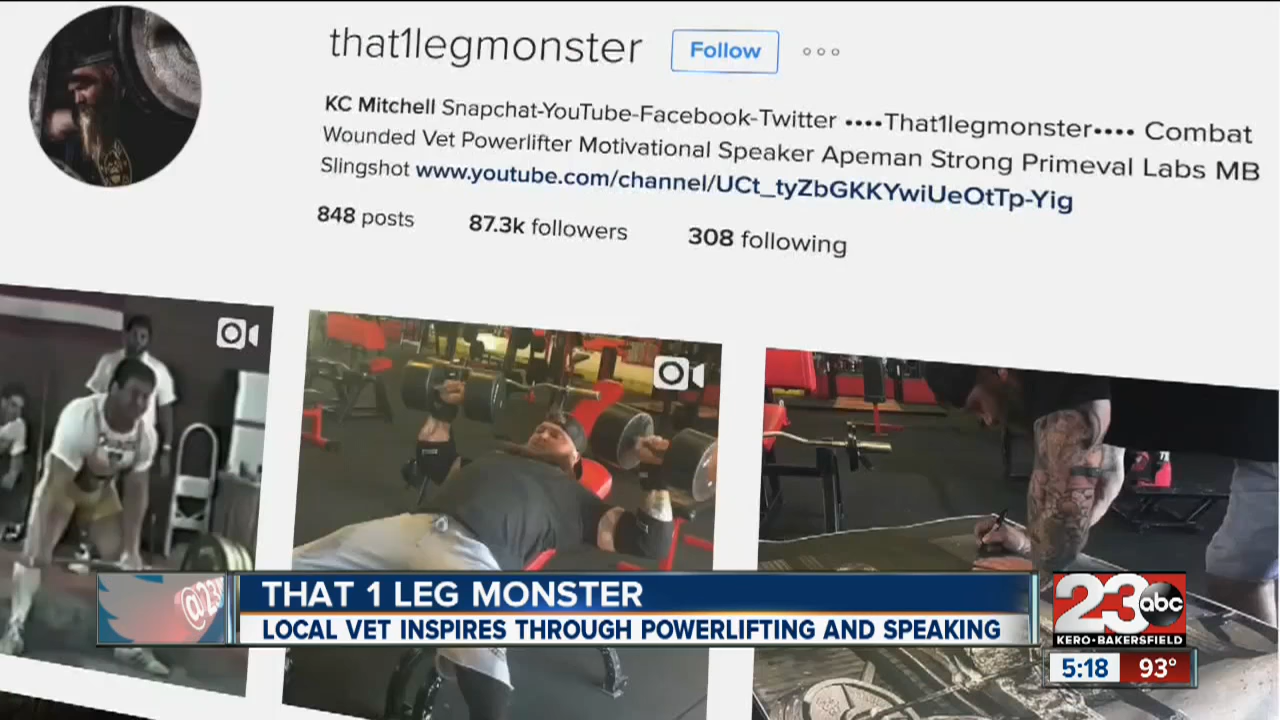 that1legmonster Follow
KC Mitchell Snapchat-YouTube-Facebook-Twitter ••••That1legmonster•••• Combat
Wounded Vet Powerlifter Motivational Speaker Apeman Strong Primeval Labs MB
Slingshot www.youtube.com/channel/UCt_tyZbGKKYwiUeOtTp-Yig
848 posts 87.3k followers 308 following
@23
THAT 1 LEG MONSTER
LOCAL VET INSPIRES THROUGH POWERLIFTING AND SPEAKING
23 abc
KERO•BAKERSFIELD
5:18 93°